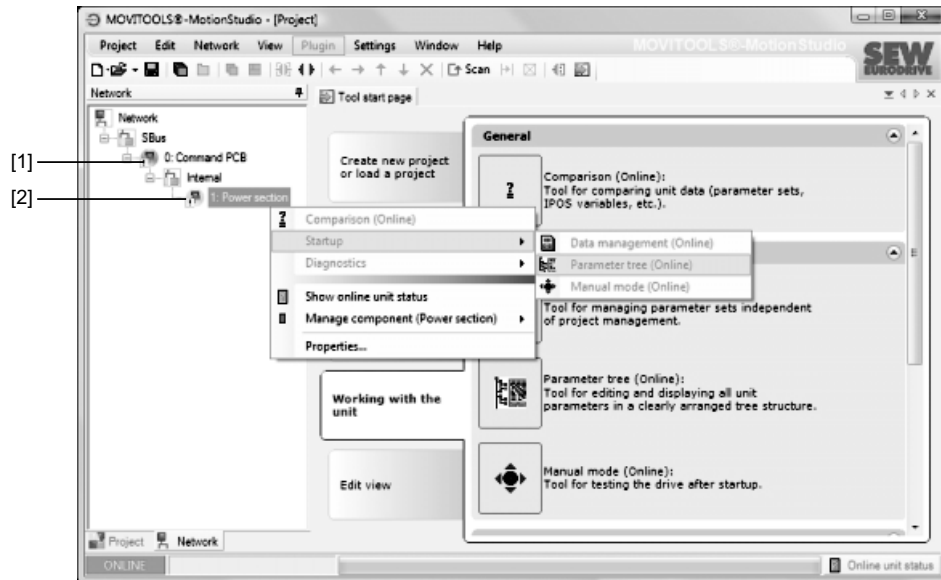 MOVITOOLS®-MotionStudio - [Project]
Project Edit Network View Plugin Settings Window Help
MOVITOOLS®-MotionStudio
SEW
EURODRIVE
Scan
Network
Tool start page
Network
SBus
[1]
0: Command PCB
Internal
[2]
1: Power section
Comparison (Online)
Startup
Diagnostics
Show online unit status
Manage component (Power section)
Properties...
Data management (Online)
Parameter tree (Online)
Manual mode (Online)
Create new project
or load a project
Working with the
unit
Edit view
General
Comparison (Online):
Tool for comparing unit data (parameter sets,
IPOS variables, etc.).
Tool for managing parameter sets independent
of project management.
Parameter tree (Online):
Tool for editing and displaying all unit
parameters in a clearly arranged tree structure.
Manual mode (Online):
Tool for testing the drive after startup.
Project Network
ONLINE
Online unit status